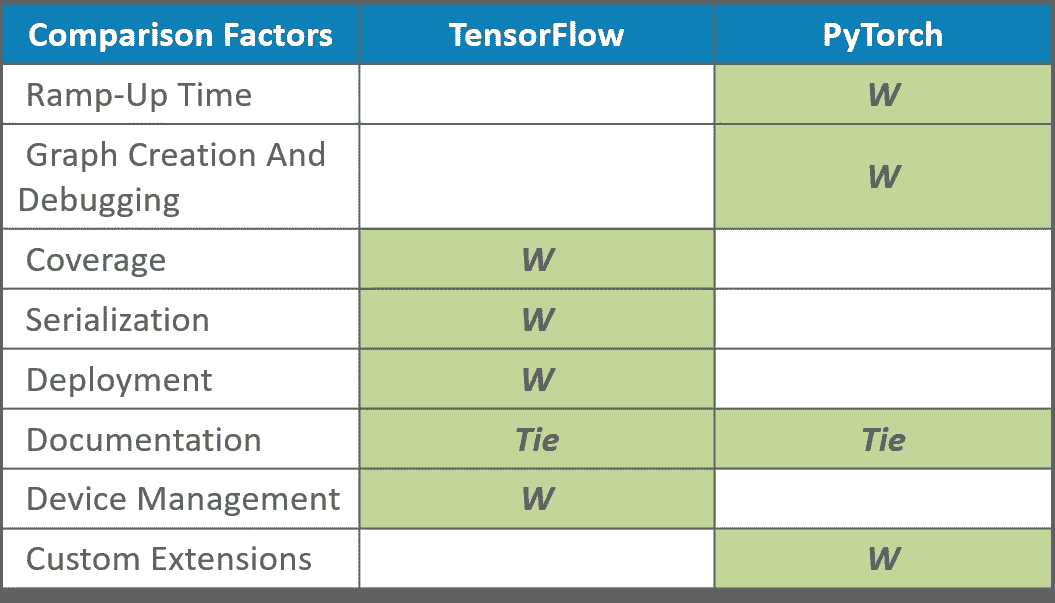 Comparison Factors TensorFlow PyTorch
Ramp-Up Time W
Graph Creation And
Debugging W
Coverage W
Serialization W
Deployment W
Documentation Tie Tie
Device Management W
Custom Extensions W